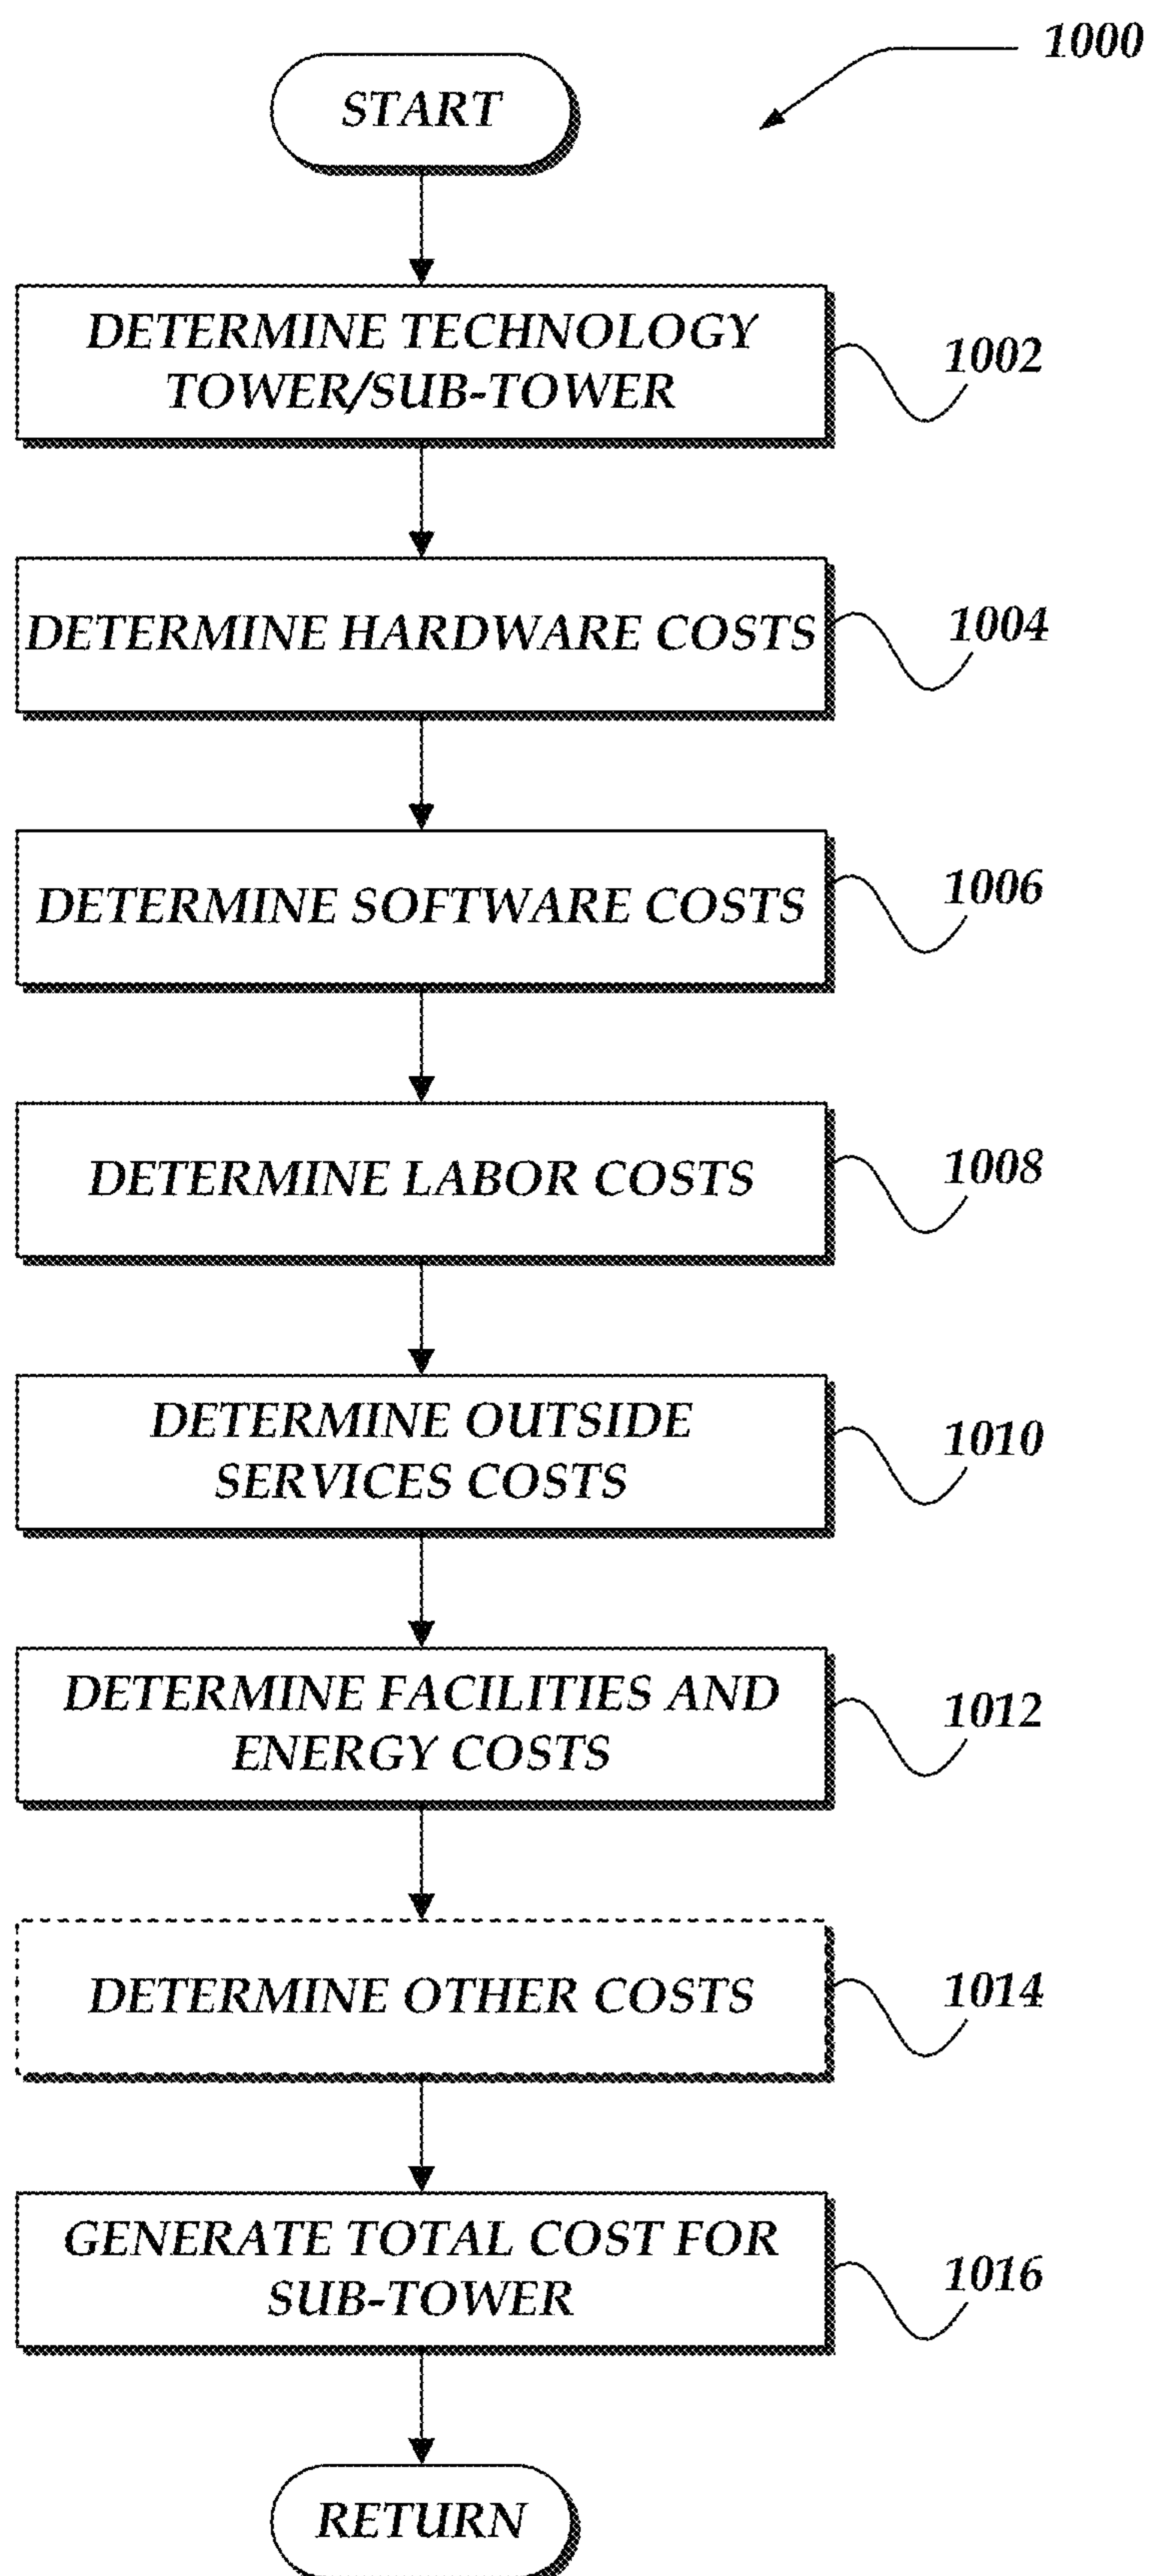 1000
START
DETERMINE TECHNOLOGY
TOWER/SUB-TOWER
1002
DETERMINE HARDWARE COSTS
1004
DETERMINE SOFTWARE COSTS
1006
DETERMINE LABOR COSTS
1008
DETERMINE OUTSIDE
SERVICES COSTS
1010
DETERMINE FACILITIES AND
ENERGY COSTS
1012
DETERMINE OTHER COSTS
1014
GENERATE TOTAL COST FOR
SUB-TOWER
1016
RETURN